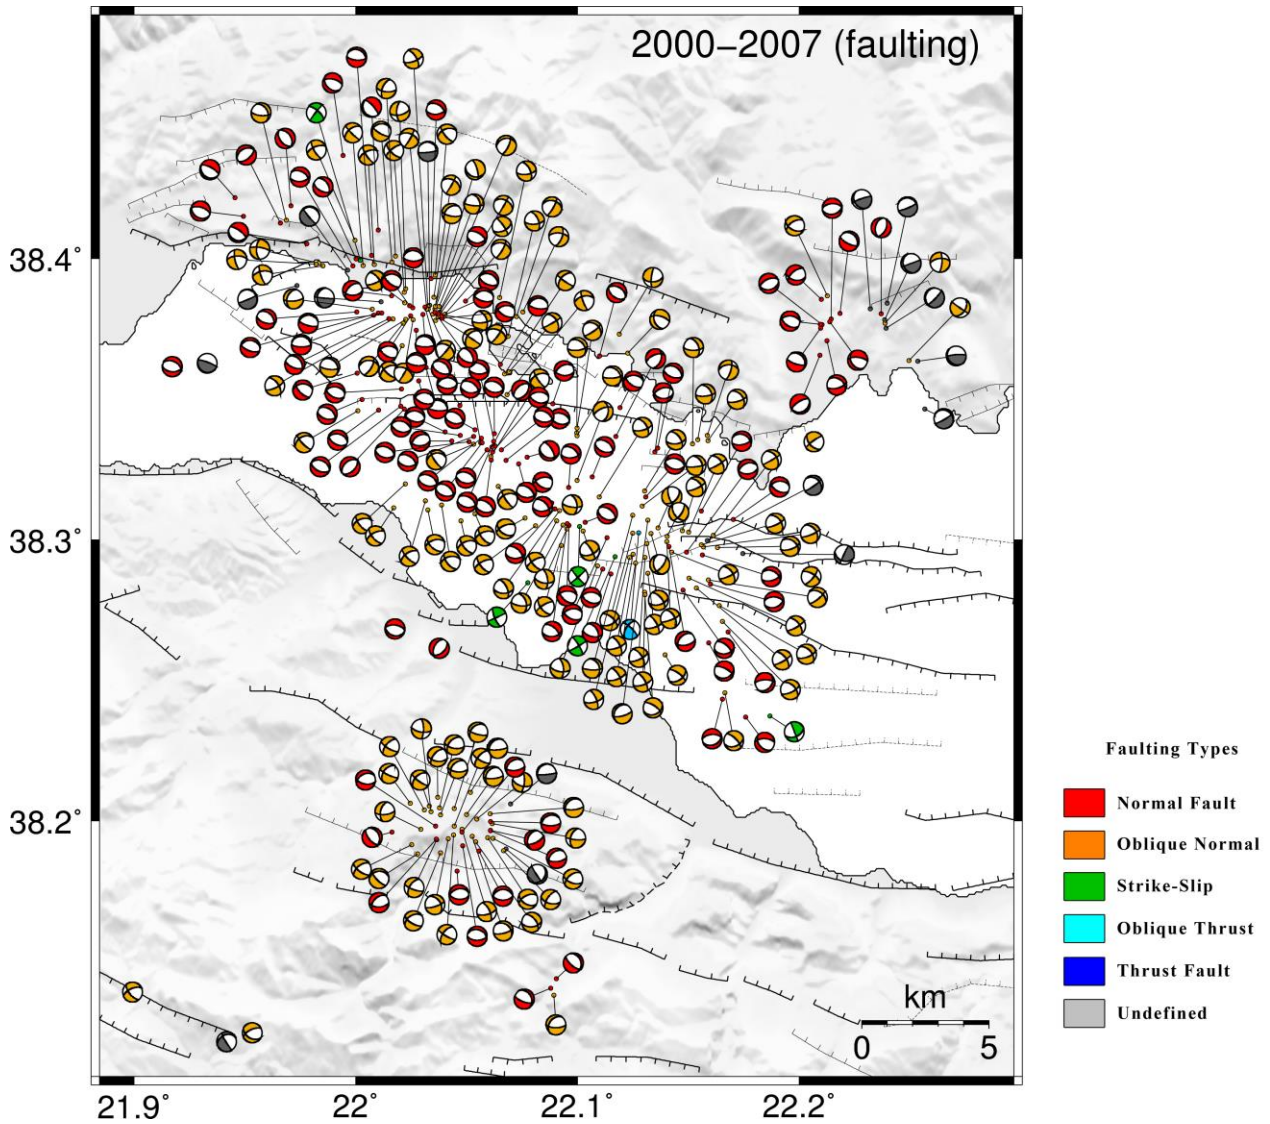 2000–2007 (faulting)
38.4°
38.3°
38.2°
Faulting Types
Normal Fault
Oblique Normal
Strike-Slip
Oblique Thrust
Thrust Fault
Undefined
km
0 5
21.9° 22° 22.1° 22.2°